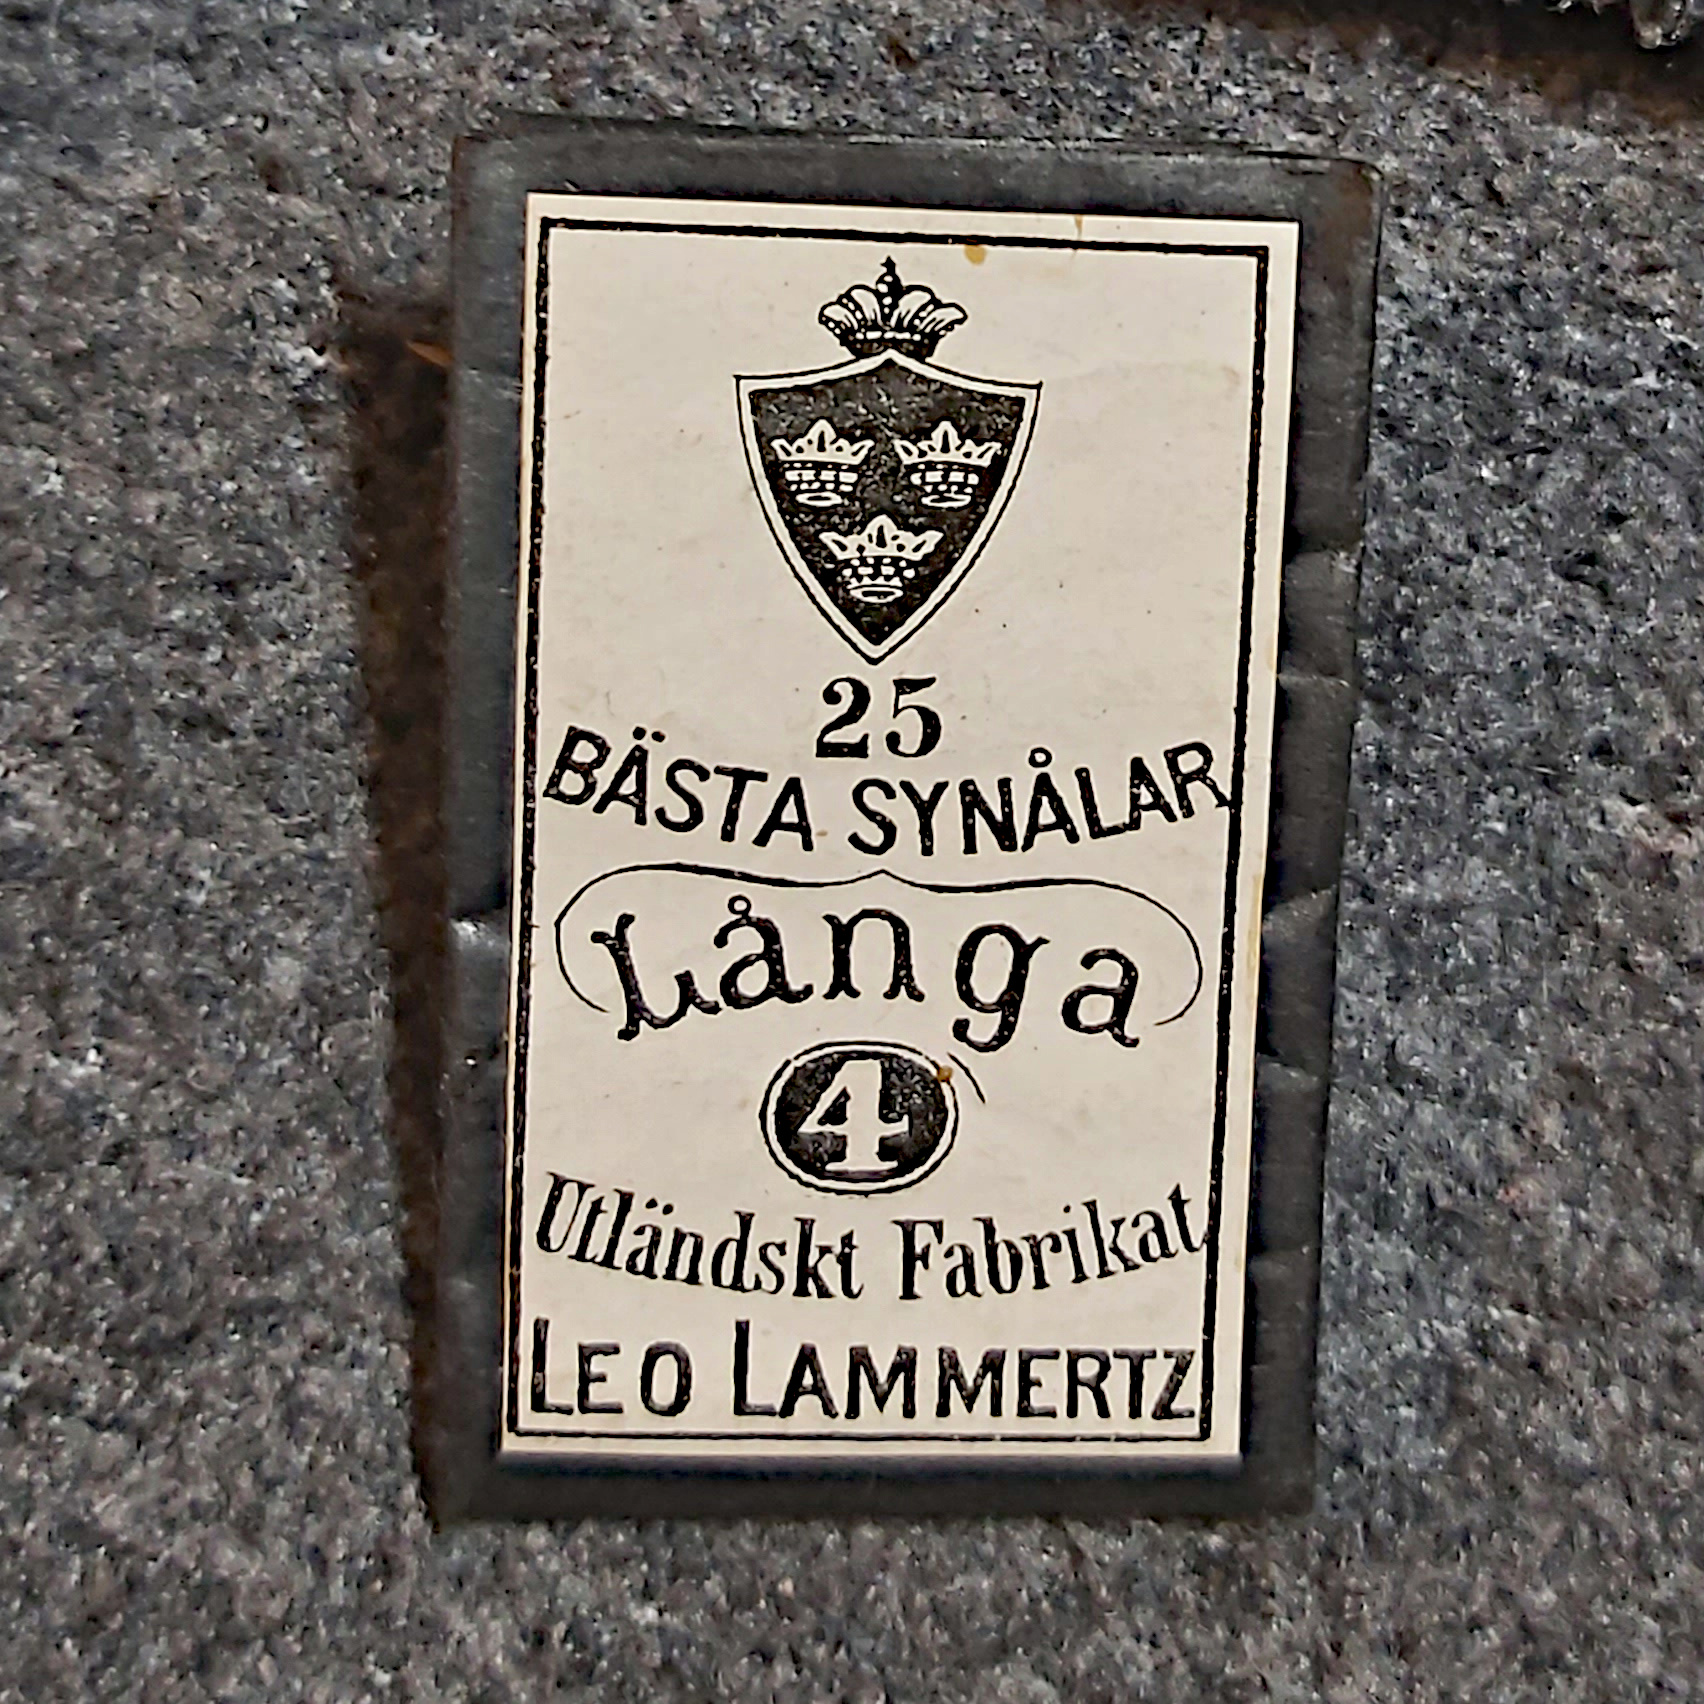 25
BÄSTA SYNÅLAR
Långa
4
Utländskt Fabrikat
LEO LAMMERTZ